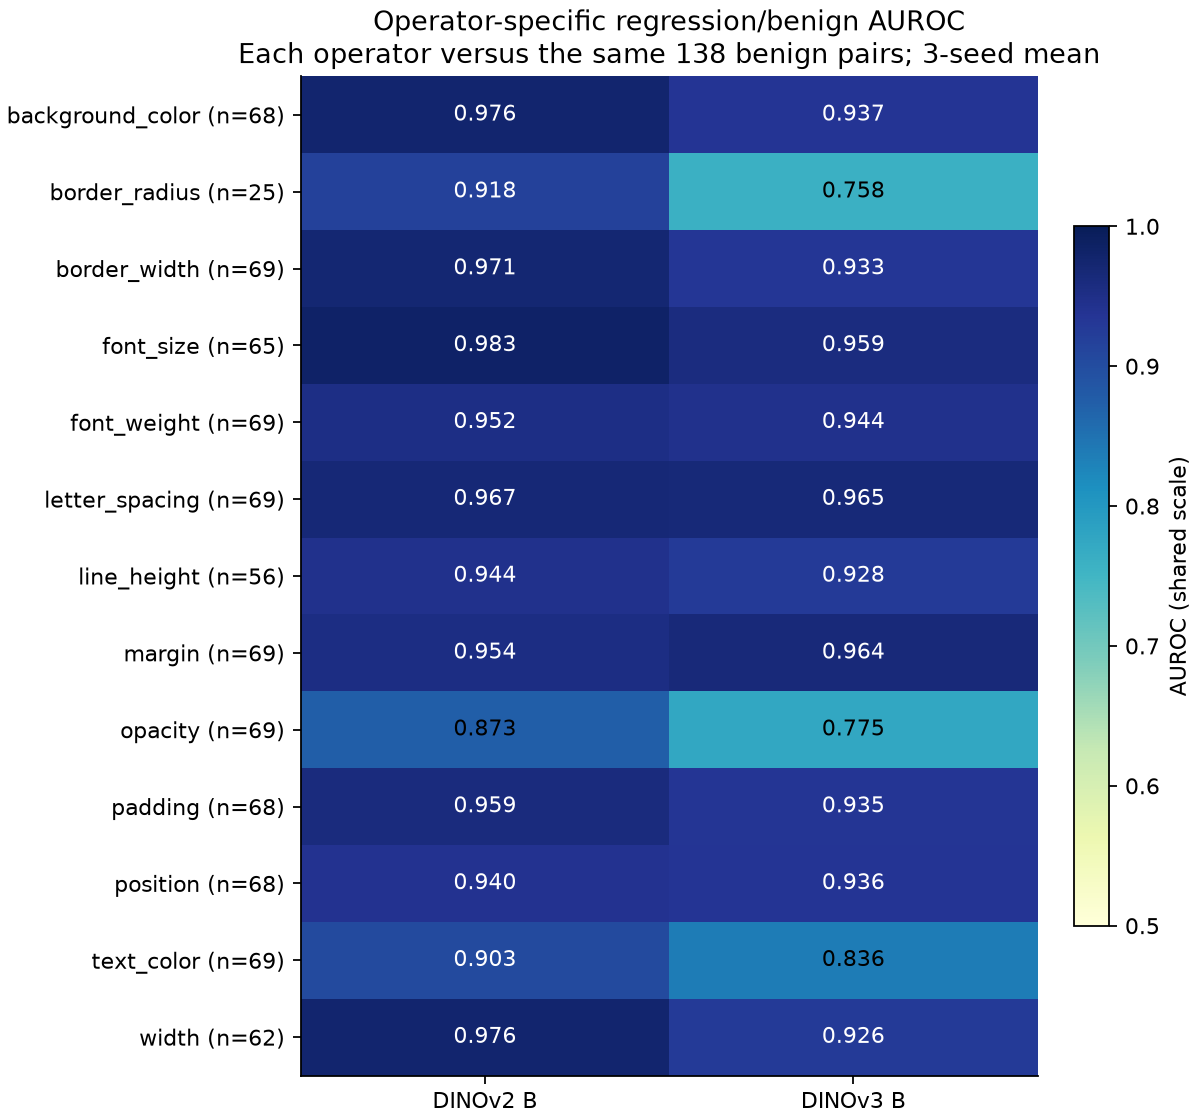 Operator-specific regression/benign AUROC
Each operator versus the same 138 benign pairs; 3-seed mean
background_color (n=68) 0.976 0.937
border_radius (n=25) 0.918 0.758
border_width (n=69) 0.971 0.933
font_size (n=65) 0.983 0.959
font_weight (n=69) 0.952 0.944
letter_spacing (n=69) 0.967 0.965
line_height (n=56) 0.944 0.928
margin (n=69) 0.954 0.964
opacity (n=69) 0.873 0.775
padding (n=68) 0.959 0.935
position (n=68) 0.940 0.936
text_color (n=69) 0.903 0.836
width (n=62) 0.976 0.926
DINOv2 B DINOv3 B
1.0
0.9
0.8
0.7
0.6
0.5
AUROC (shared scale)